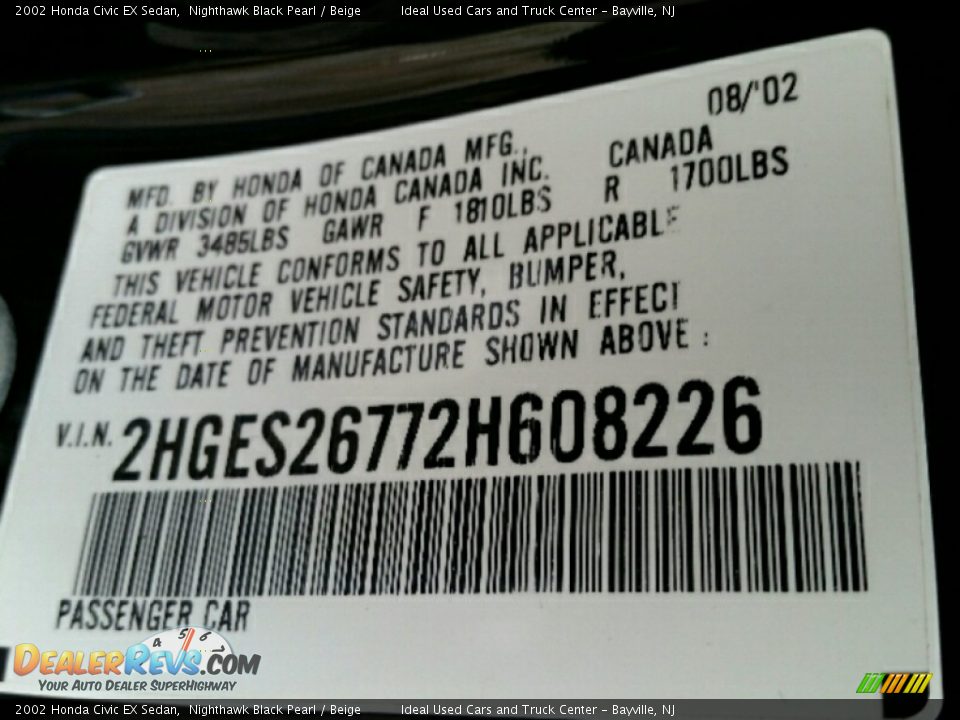 2002 Honda Civic EX Sedan, Nighthawk Black Pearl / Beige Ideal Used Cars and Truck Center - Bayville, NJ
08/'02
MFD. BY HONDA OF CANADA MFG., CANADA
A DIVISION OF HONDA CANADA INC.
GVWR 3485LBS GAWR F 1810LBS R 1700LBS
THIS VEHICLE CONFORMS TO ALL APPLICABLE
FEDERAL MOTOR VEHICLE SAFETY, BUMPER,
AND THEFT PREVENTION STANDARDS IN EFFECT
ON THE DATE OF MANUFACTURE SHOWN ABOVE :
V.I.N. 2HGES26772H608226
PASSENGER CAR
4 5 6 7
DEALERREVS.COM
YOUR AUTO DEALER SUPERHIGHWAY
2002 Honda Civic EX Sedan, Nighthawk Black Pearl / Beige Ideal Used Cars and Truck Center - Bayville, NJ